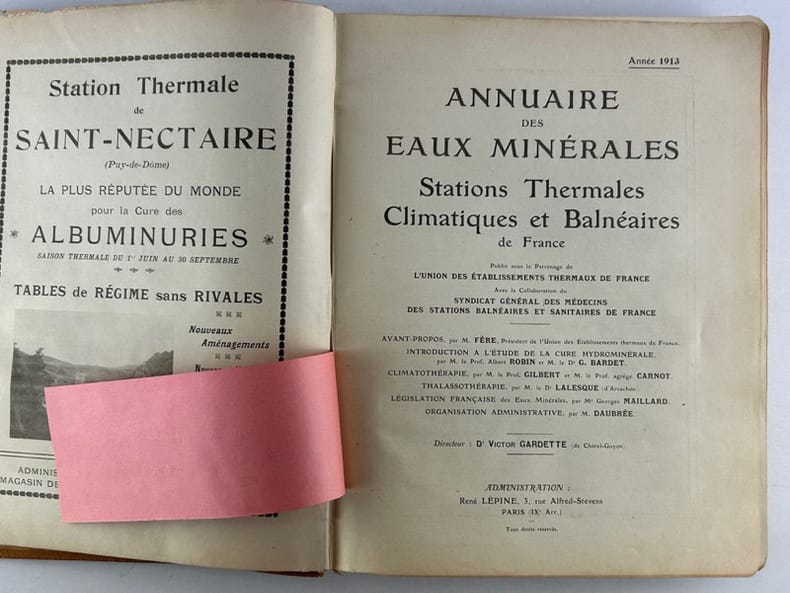 Station Thermale
de
SAINT-NECTAIRE
(Puy-de-Dôme)
LA PLUS RÉPUTÉE DU MONDE
pour la Cure des
ALBUMINURIES
SAISON THERMALE DU 1er JUIN AU 30 SEPTEMBRE
TABLES de RÉGIME sans RIVALES
Nouveaux
Aménagements
ADMINIS
MAGASIN DE
Année 1913
ANNUAIRE
DES
EAUX MINÉRALES
Stations Thermales
Climatiques et Balnéaires
de France
Publié sous le Patronage de
L'UNION DES ÉTABLISSEMENTS THERMAUX DE FRANCE
Avec la Collaboration du
SYNDICAT GÉNÉRAL DES MÉDECINS
DES STATIONS BALNÉAIRES ET SANITAIRES DE FRANCE
AVANT-PROPOS, par M. FÈRE, Président de l'Union des Établissements thermaux de France.
INTRODUCTION A L'ÉTUDE DE LA CURE HYDROMINÉRALE,
par M. le Prof. Albert ROBIN et M. le Dr G. BARDET.
CLIMATOTHÉRAPIE, par M. le Prof. GILBERT et M. le Prof. agrégé CARNOT.
THALASSOTHÉRAPIE, par M. le Dr LALESQUE (d'Arcachon).
LÉGISLATION FRANÇAISE des Eaux Minérales, par Me Georges MAILLARD.
ORGANISATION ADMINISTRATIVE, par M. DAUBRÉE.
Directeur : Dr VICTOR GARDETTE (de Châtel-Guyon).
ADMINISTRATION :
René LÉPINE, 3, rue Alfred-Stevens
PARIS (IXe Arr.)
Tous droits réservés.